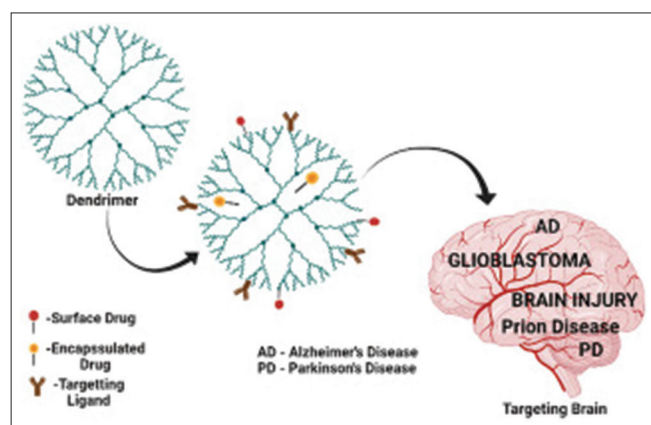 Dendrimer
-Surface Drug
-Encapssulated
Drug
-Targetting
Ligand
AD - Alzheimer's Disease
PD - Parkinson's Disease
AD
GLIOBLASTOMA
BRAIN INJURY
Prion Disease
PD
Targeting Brain